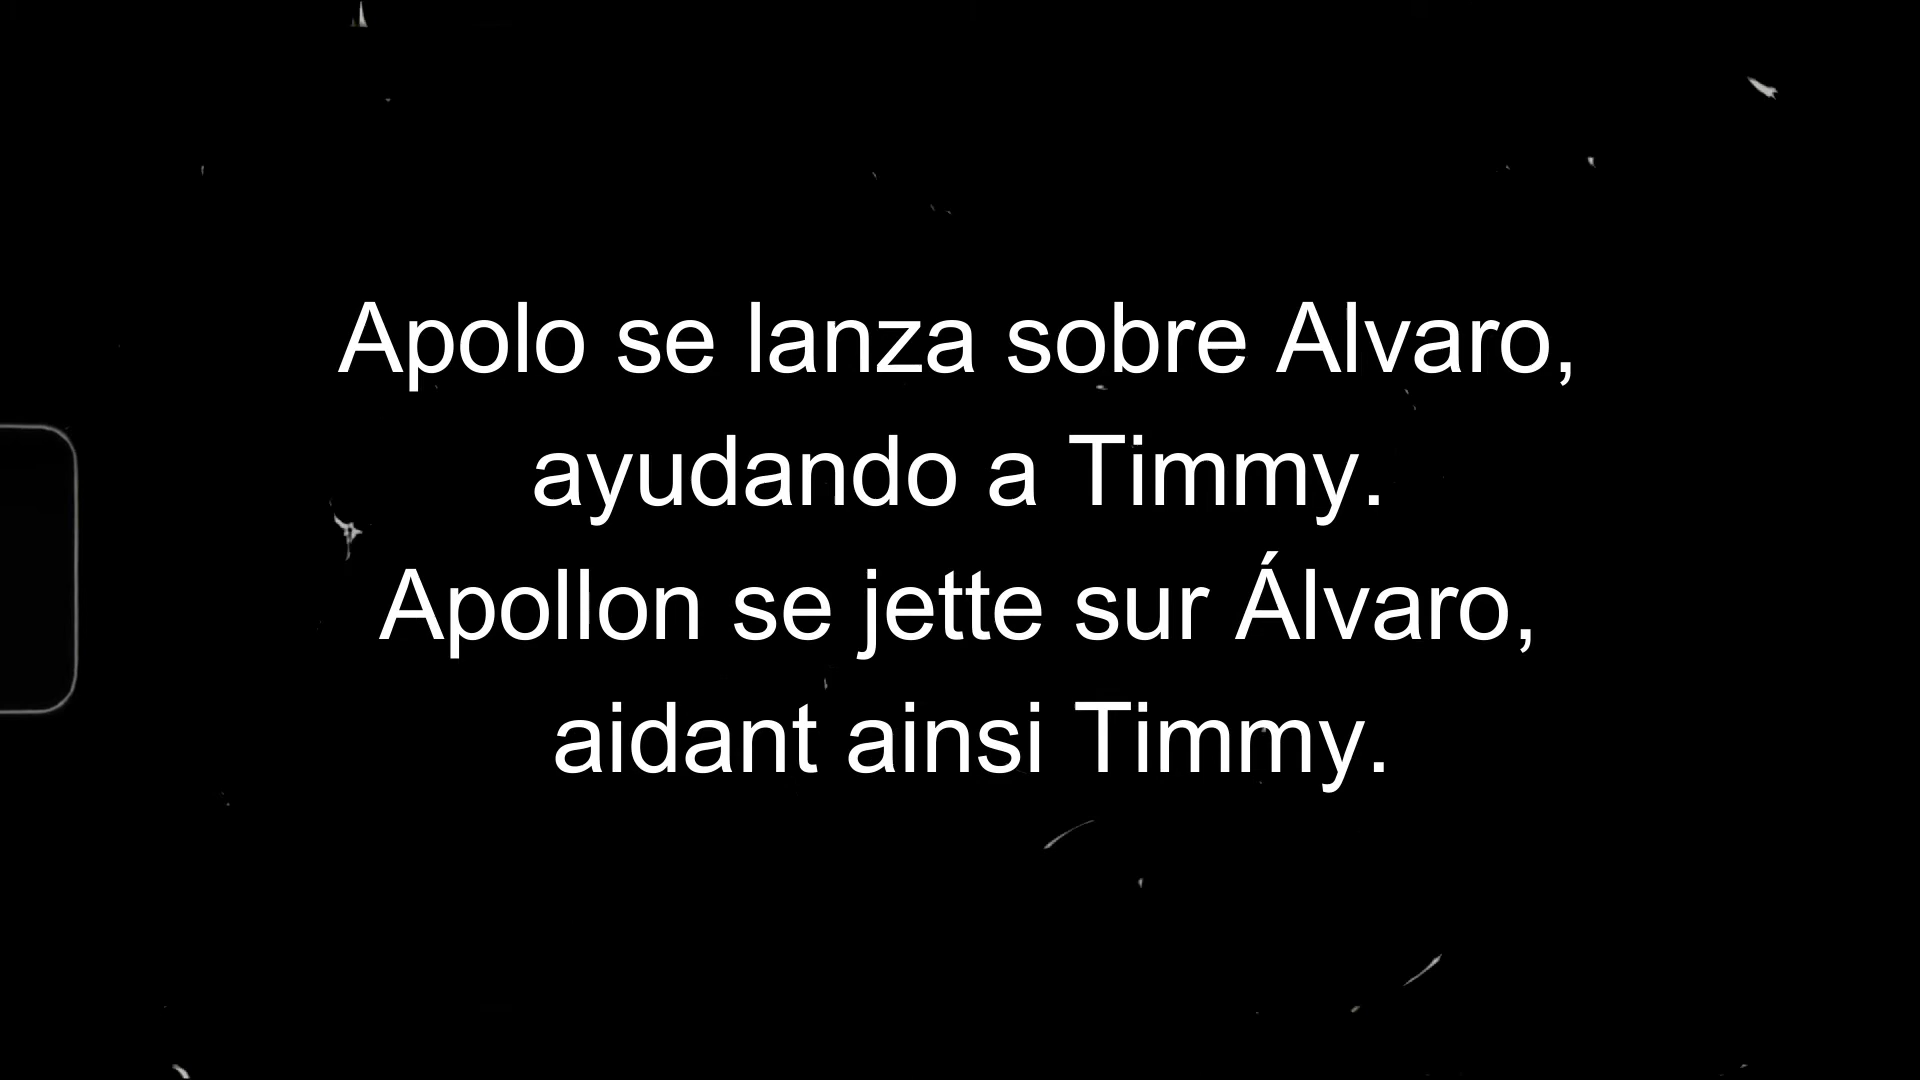 Apolo se lanza sobre Alvaro,
ayudando a Timmy.
Apollon se jette sur Álvaro,
aidant ainsi Timmy.